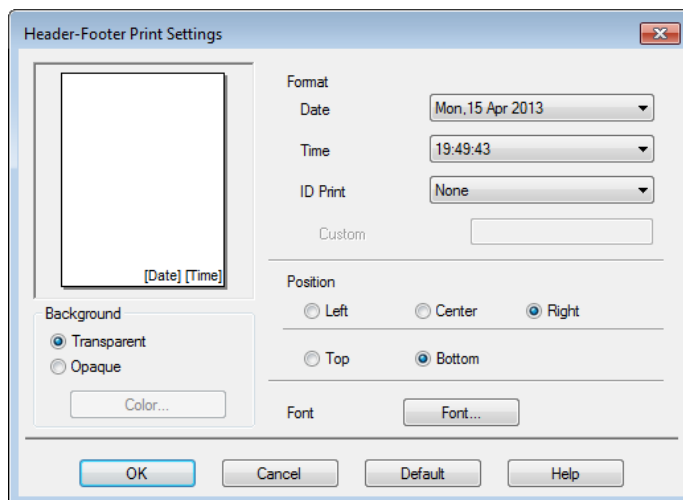 Header-Footer Print Settings
Format
Date Mon,15 Apr 2013
Time 19:49:43
ID Print None
Custom
[Date] [Time]
Position
Left Center Right
Top Bottom
Background
Transparent
Opaque
Color...
Font Font...
OK Cancel Default Help